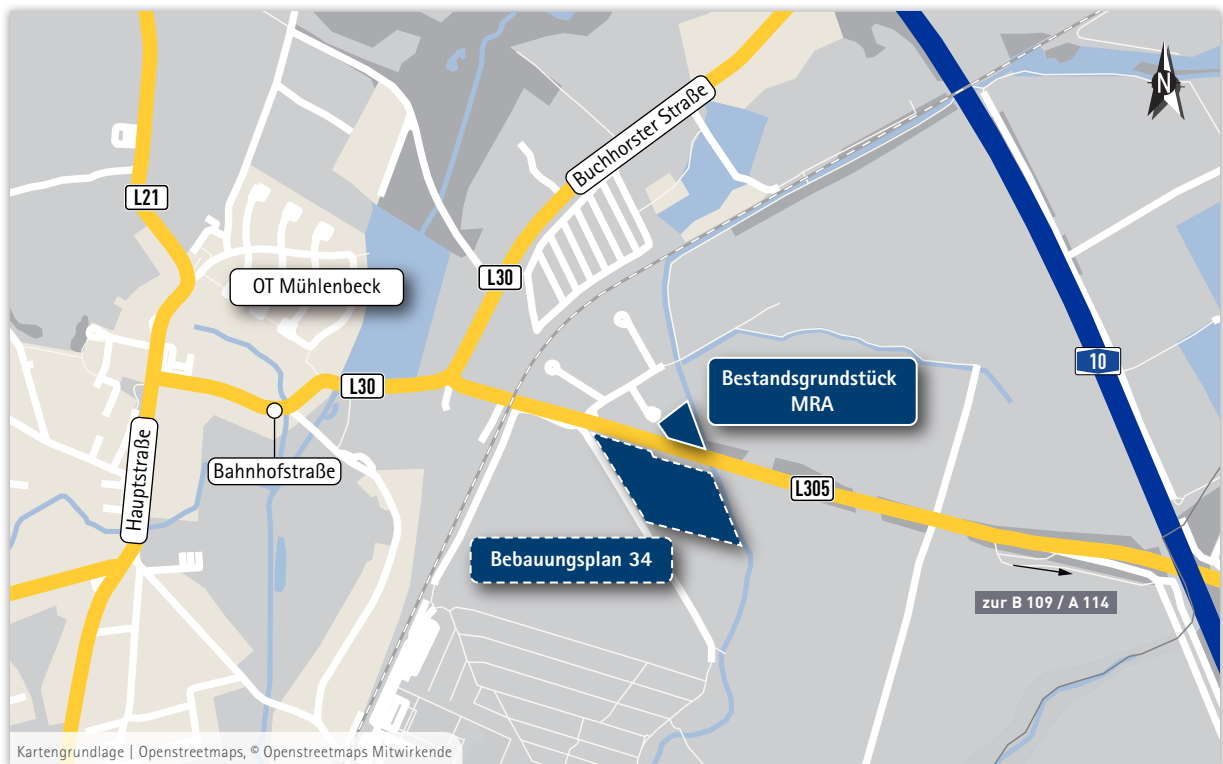 Buchhorster Straße
N
L21
OT Mühlenbeck
L30
10
L30
Bestandsgrundstück
MRA
Hauptstraße
Bahnhofstraße
L305
Bebauungsplan 34
zur B 109 / A 114
Kartengrundlage | Openstreetmaps, © Openstreetmaps Mitwirkende